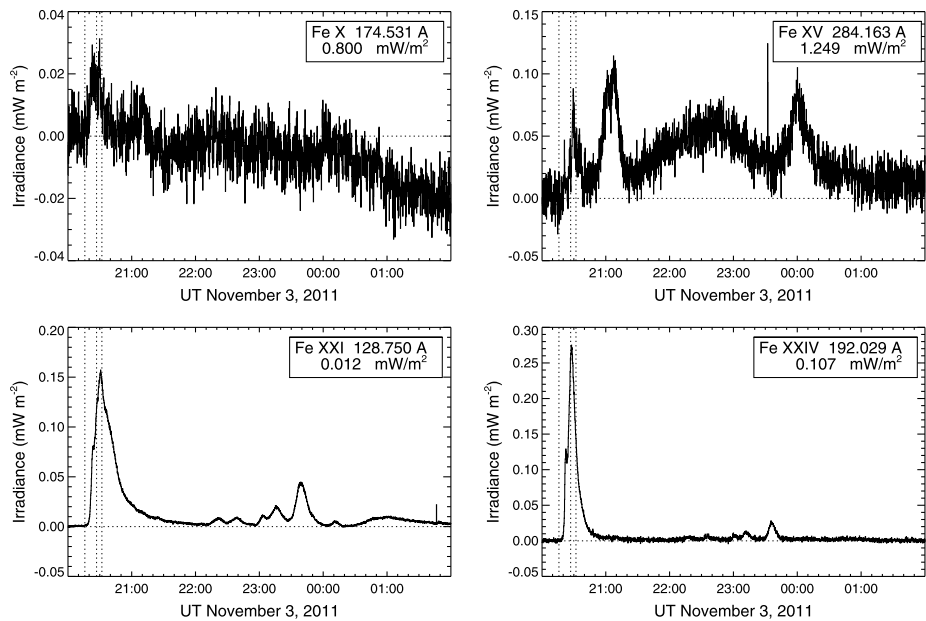 Fe X 174.531 A
0.800 mW/m²
Irradiance (mW m⁻²)
0.04
0.02
0.00
-0.02
-0.04
21:00 22:00 23:00 00:00 01:00
UT November 3, 2011
Fe XV 284.163 A
1.249 mW/m²
Irradiance (mW m⁻²)
0.15
0.10
0.05
0.00
-0.05
21:00 22:00 23:00 00:00 01:00
UT November 3, 2011
Fe XXI 128.750 A
0.012 mW/m²
Irradiance (mW m⁻²)
0.20
0.15
0.10
0.05
0.00
-0.05
21:00 22:00 23:00 00:00 01:00
UT November 3, 2011
Fe XXIV 192.029 A
0.107 mW/m²
Irradiance (mW m⁻²)
0.30
0.25
0.20
0.15
0.10
0.05
0.00
-0.05
21:00 22:00 23:00 00:00 01:00
UT November 3, 2011